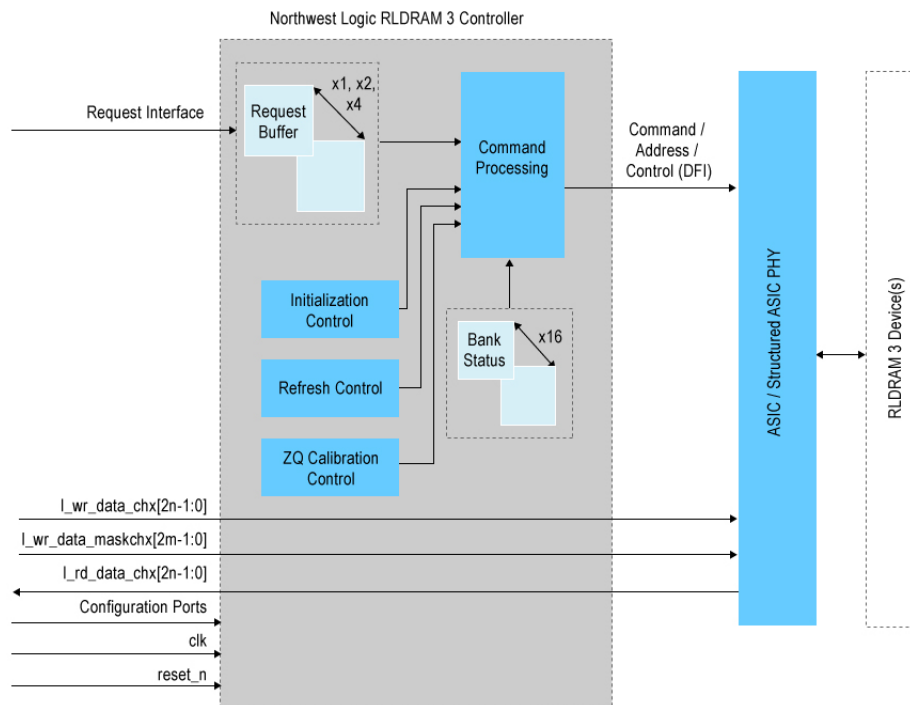 Northwest Logic RLDRAM 3 Controller
Request Interface
Request
Buffer
x1, x2,
x4
Command
Processing
Command /
Address /
Control (DFI)
Initialization
Control
Bank
Status
x16
Refresh Control
ZQ Calibration
Control
ASIC / Structured ASIC PHY
RLDRAM 3 Device(s)
l_wr_data_chx[2n-1:0]
l_wr_data_maskchx[2m-1:0]
l_rd_data_chx[2n-1:0]
Configuration Ports
clk
reset_n